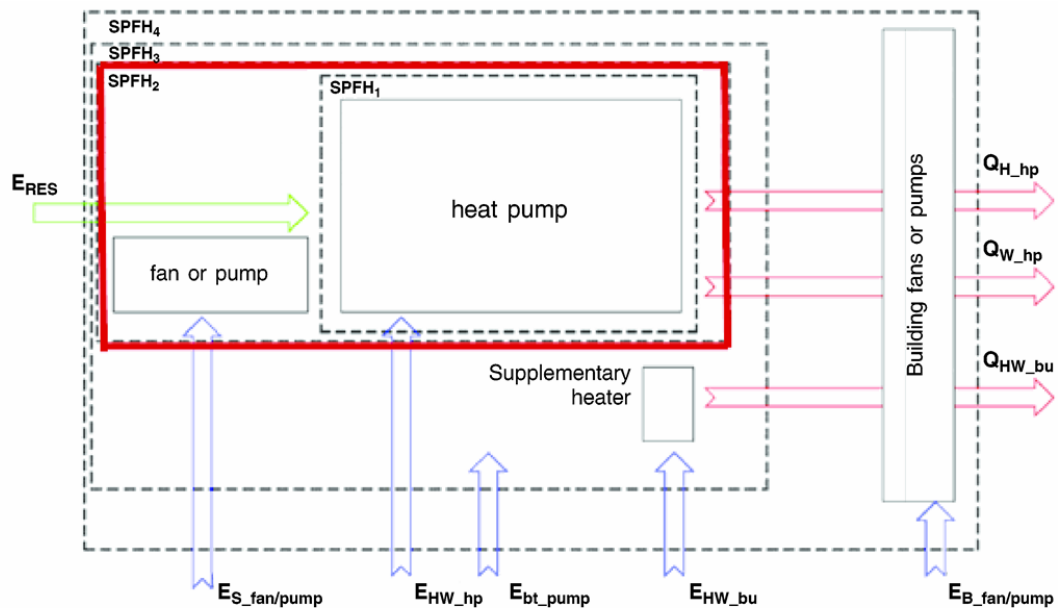 SPFH4
SPFH3
SPFH2
SPFH1
ERES
heat pump
fan or pump
Building fans or pumps
QH_hp
QW_hp
Supplementary
heater
QHW_bu
ES_fan/pump
EHW_hp
Ebt_pump
EHW_bu
EB_fan/pump